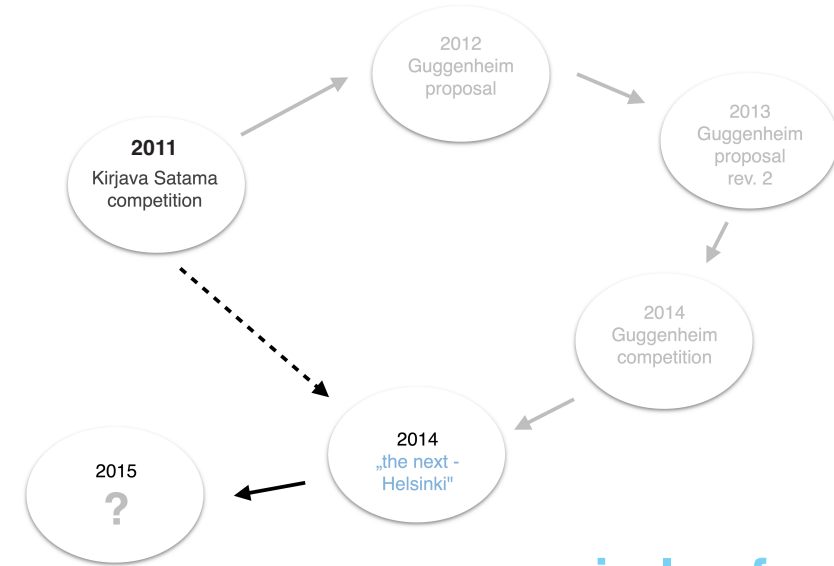 2012
Guggenheim
proposal
2013
Guggenheim
proposal
rev. 2
2011
Kirjava Satama
competition
2014
Guggenheim
competition
2014
„the next -
Helsinki"
2015
?